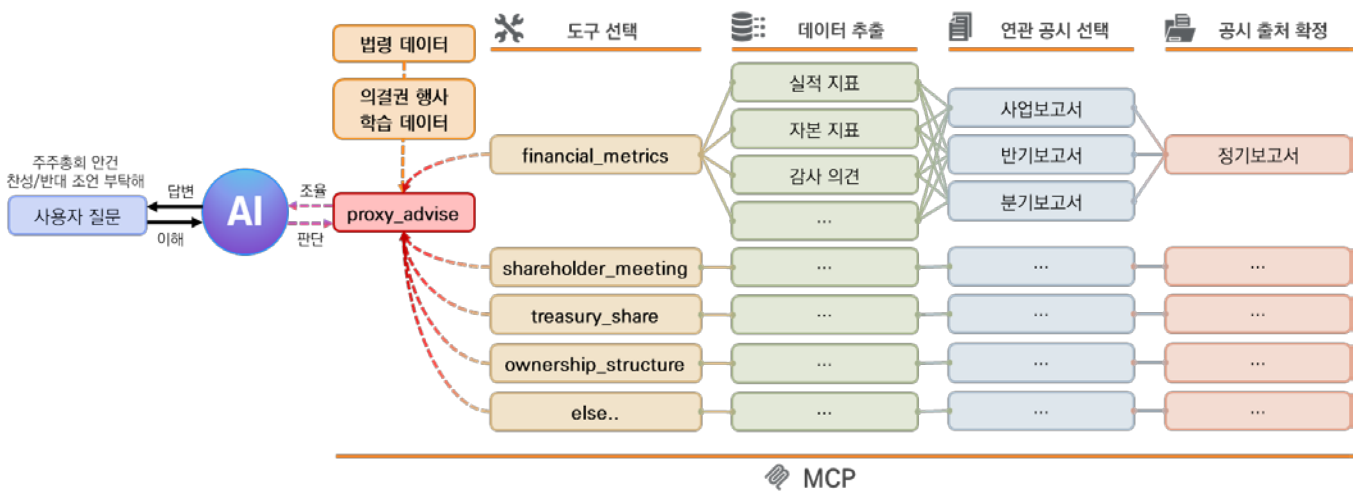 법령 데이터
의결권 행사
학습 데이터
도구 선택
데이터 추출
연관 공시 선택
공시 출처 확정
주주총회 안건
찬성/반대 조언 부탁해
사용자 질문
답변
이해
AI
조율
판단
proxy_advise
financial_metrics
실적 지표
자본 지표
감사 의견
...
사업보고서
반기보고서
분기보고서
정기보고서
shareholder_meeting
...
...
...
treasury_share
...
...
...
ownership_structure
...
...
...
else..
...
...
...
MCP